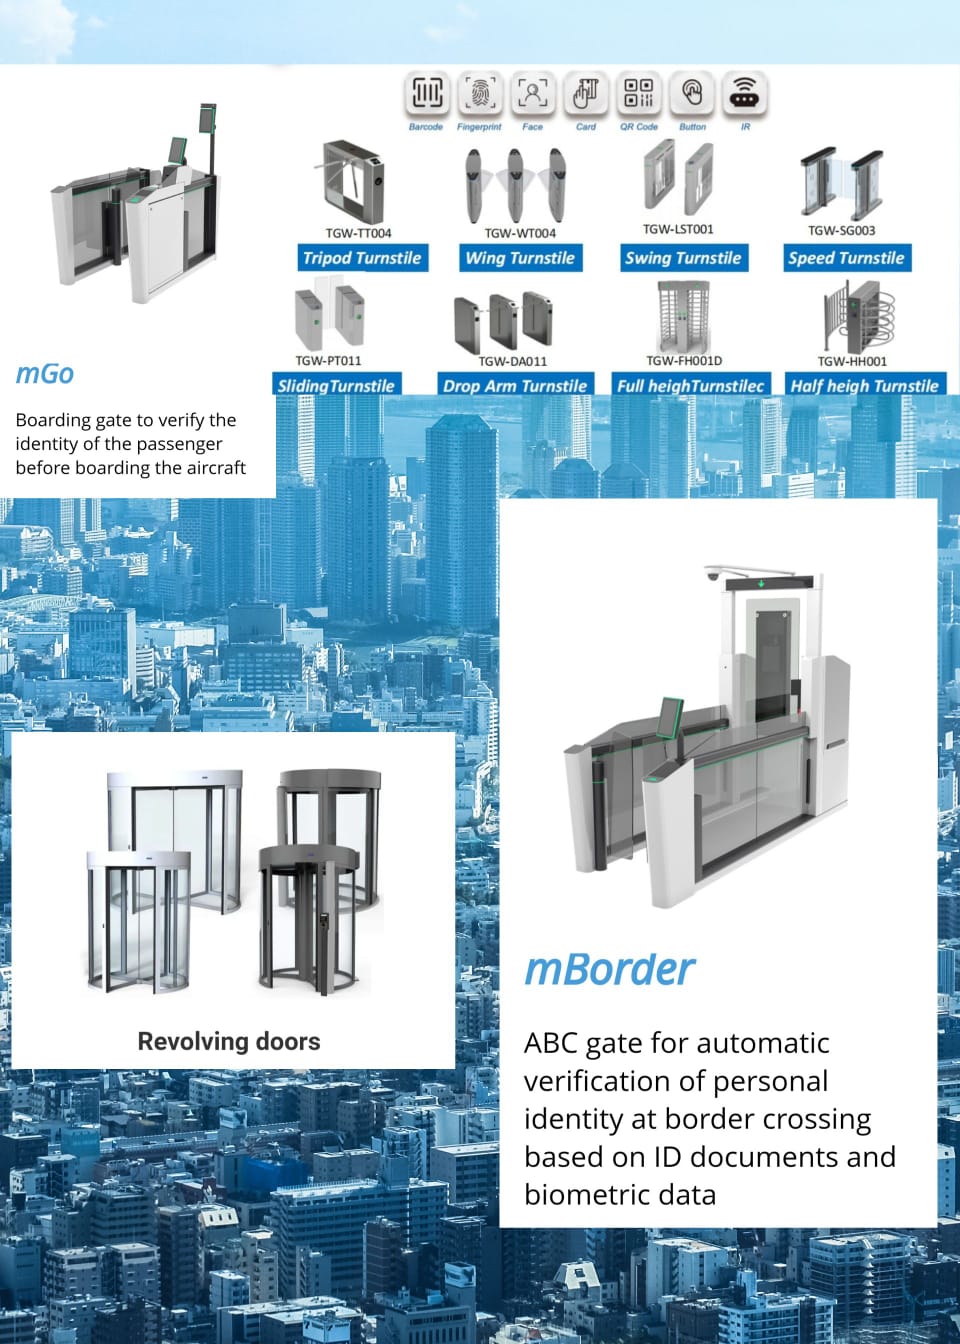 Barcode Fingerprint Face Card QR Code Button IR
TGW-TT004 TGW-WT004 TGW-LST001 TGW-SG003
Tripod Turnstile Wing Turnstile Swing Turnstile Speed Turnstile
TGW-PT011 TGW-DA011 TGW-FH001D TGW-HH001
SlidingTurnstile Drop Arm Turnstile Full heighTurnstilec Half heigh Turnstile
mGo
Boarding gate to verify the
identity of the passenger
before boarding the aircraft
Revolving doors
mBorder
ABC gate for automatic
verification of personal
identity at border crossing
based on ID documents and
biometric data